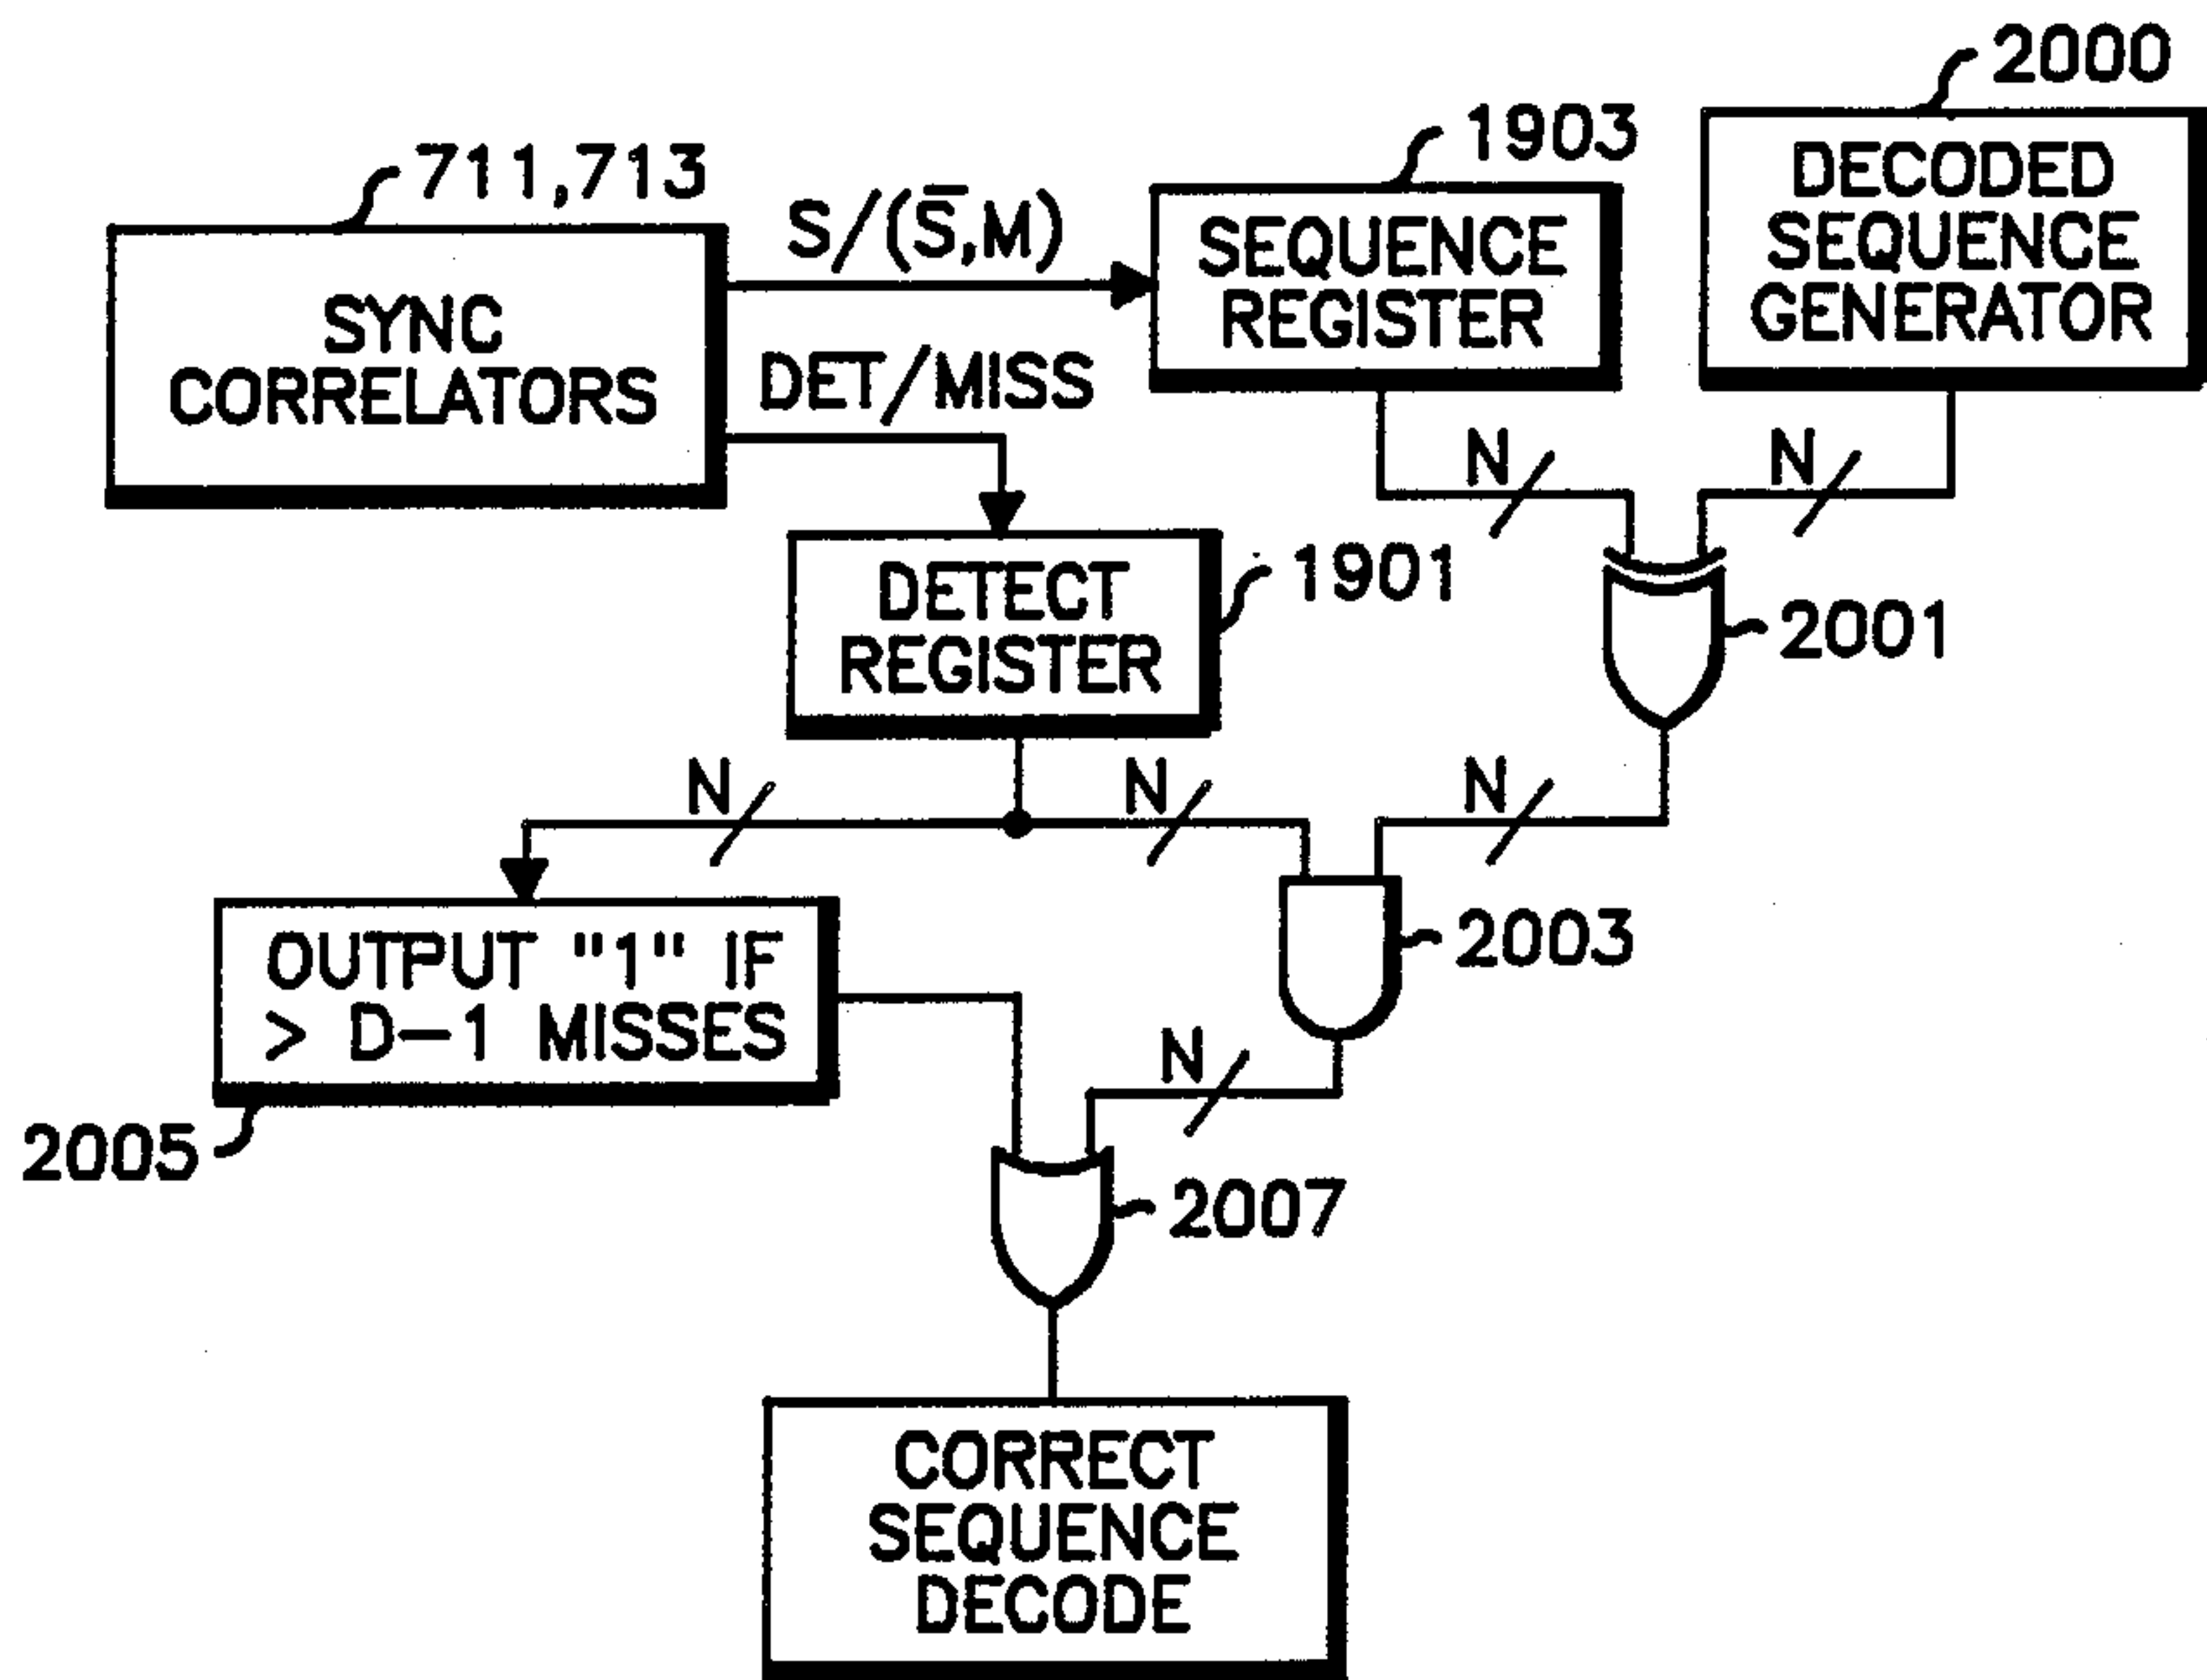 2000
711,713
1903
DECODED
SEQUENCE
GENERATOR
S/(S̅,M)
SEQUENCE
REGISTER
SYNC
CORRELATORS
DET/MISS
N
N
DETECT
REGISTER
1901
2001
N
N
N
OUTPUT "1" IF
> D-1 MISSES
2003
N
2005
2007
CORRECT
SEQUENCE
DECODE